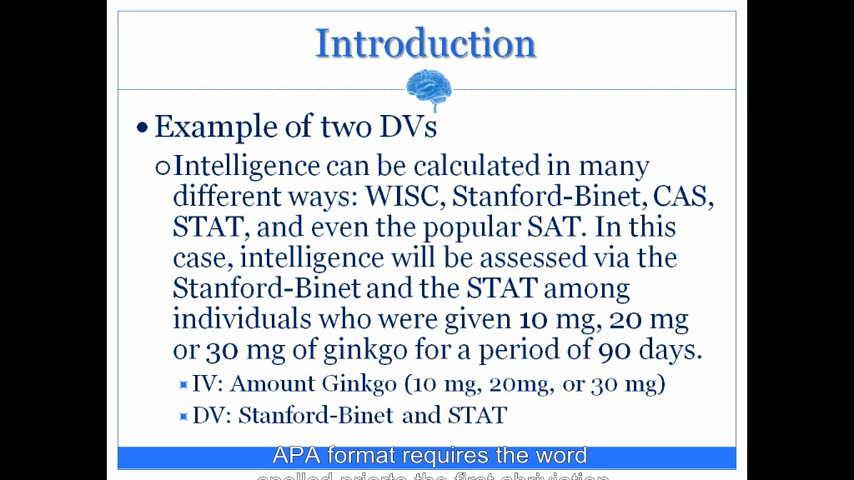 Introduction
• Example of two DVs
Intelligence can be calculated in many
different ways: WISC, Stanford-Binet, CAS,
STAT, and even the popular SAT. In this
case, intelligence will be assessed via the
Stanford-Binet and the STAT among
individuals who were given 10 mg, 20 mg
or 30 mg of ginkgo for a period of 90 days.
IV: Amount Ginkgo (10 mg, 20mg, or 30 mg)
DV: Stanford-Binet and STAT
APA format requires the word